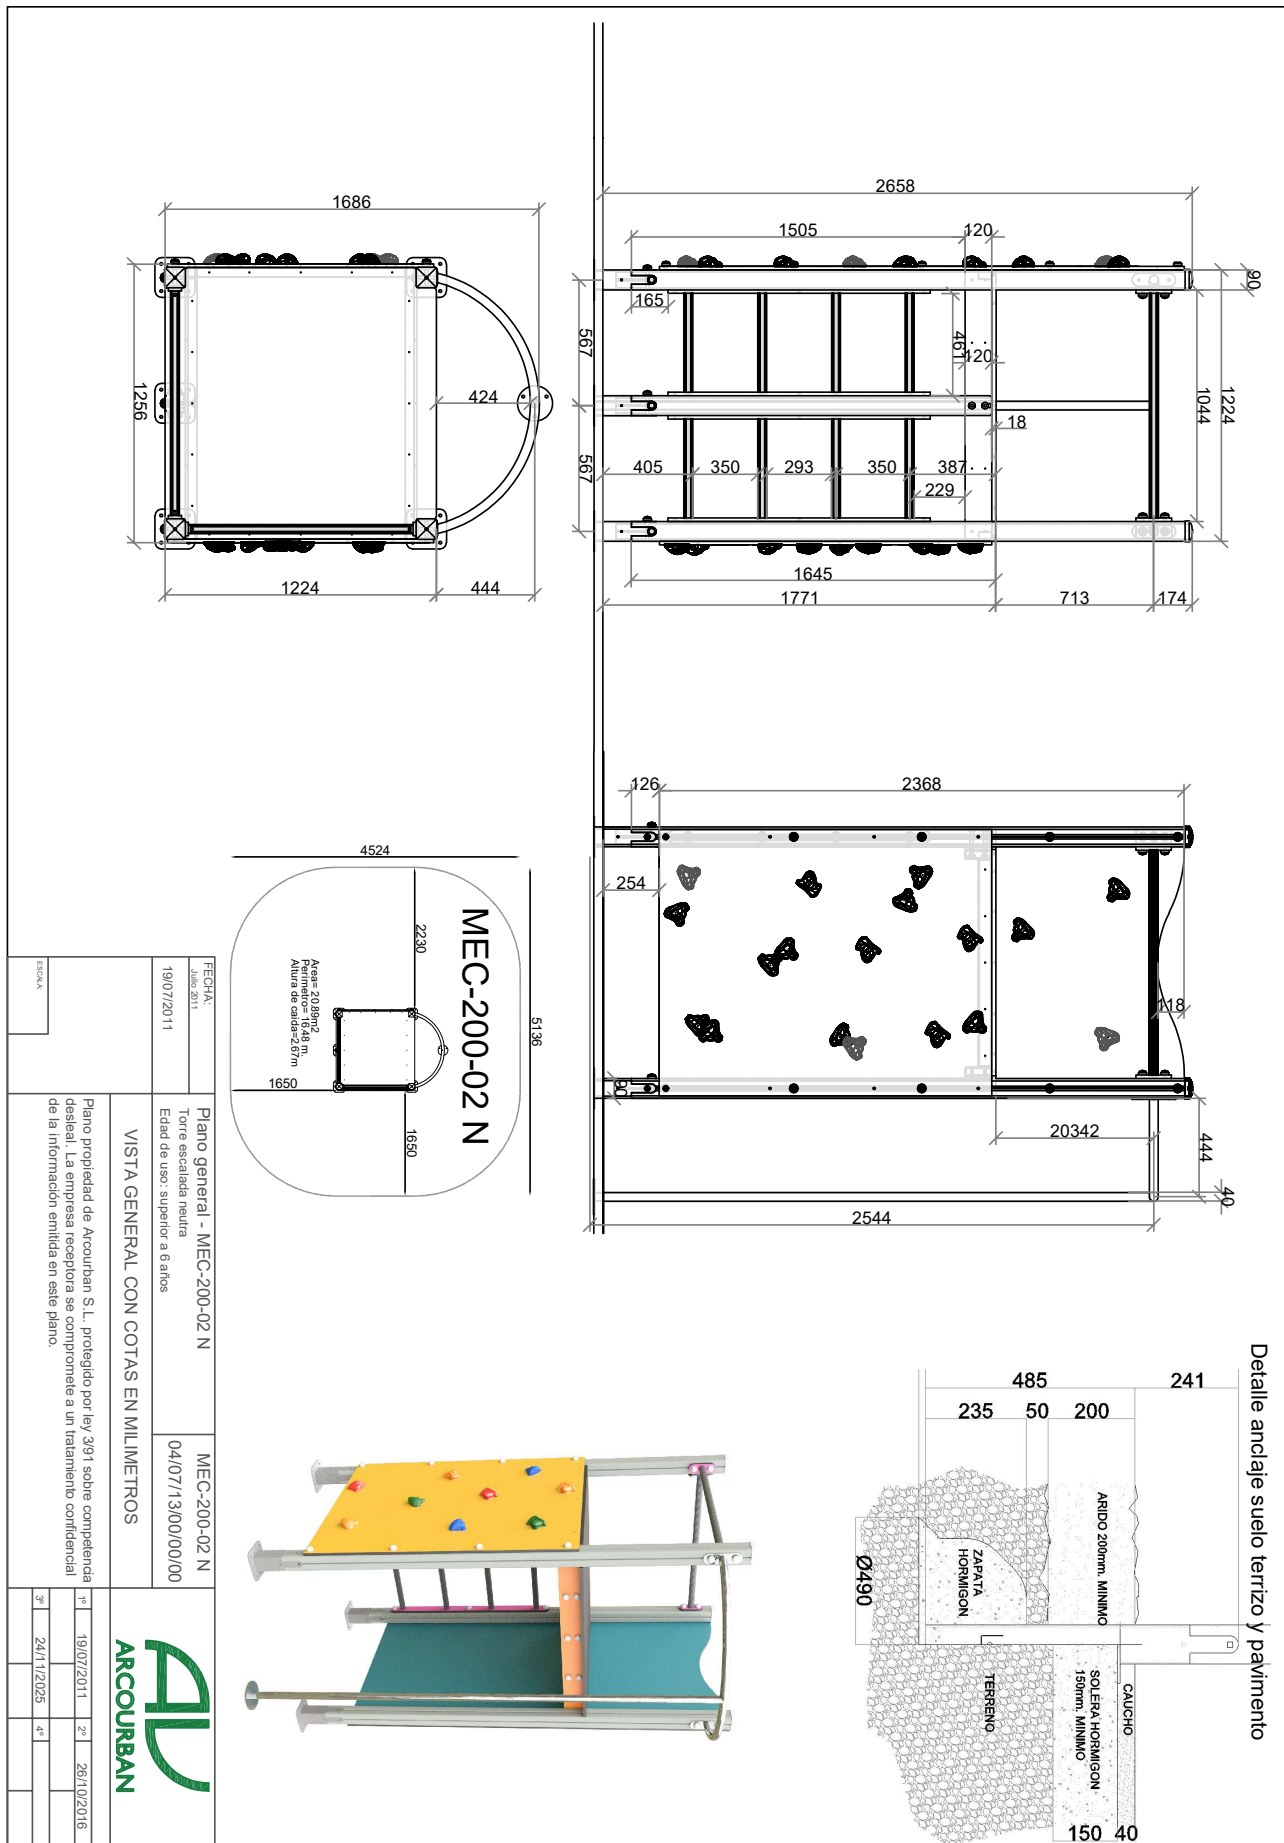 2658
1505
120
90
165
461
120
1044
1224
18
405
350
293
350
387
229
567
567
1645
1771
713
174
1686
1256
424
1224
444
2368
126
254
118
90
20342
444
40
2544
Detalle anclaje suelo terrizo y pavimento
485
241
235
50
200
ARIDO 200mm. MINIMO
ZAPATA
HORMIGON
Ø490
TERRENO
SOLERA HORMIGON
150mm. MINIMO
CAUCHO
150
40
MEC-200-02 N
4524
5136
2230
1650
1650
Area= 20.89m2
Perimetro= 16.48 m.
Altura de caida=2.67m
FECHA:
Julio 2011
19/07/2011
ESCALA:
Plano general - MEC-200-02 N
Torre escalada neutra
Edad de uso: superior a 6 años
MEC-200-02 N
04/07/13/00/00/00
VISTA GENERAL CON COTAS EN MILIMETROS
Plano propiedad de Arcourban S.L. protegido por ley 3/91 sobre competencia
desleal. La empresa receptora se compromete a un tratamiento confidencial
de la información emitida en este plano.
ARCOURBAN
1º 19/07/2011 2º 26/10/2016
3º 24/11/2025 4º